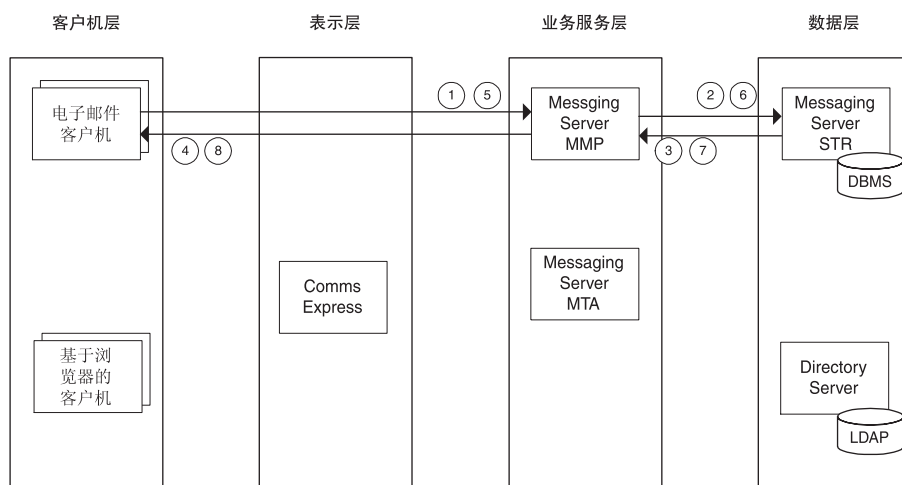 客户机层
表示层
业务服务层
数据层
电子邮件
客户机
1
5
Messging
Server
MMP
2
6
Messaging
Server
STR
4
8
3
7
DBMS
Comms
Express
Messaging
Server
MTA
基于浏
览器的
客户机
Directory
Server
LDAP